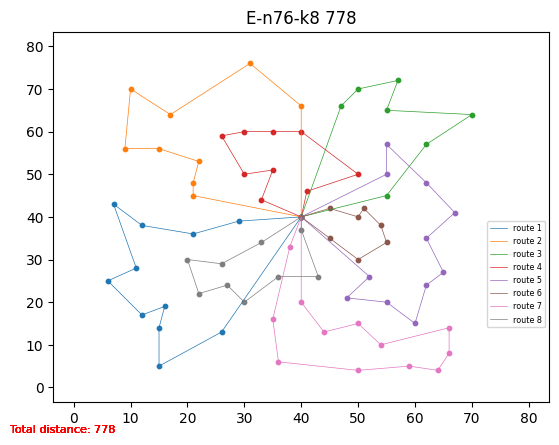 E-n76-k8 778
80
70
60
50
40
30
20
10
0
route 1
route 2
route 3
route 4
route 5
route 6
route 7
route 8
0 10 20 30 40 50 60 70 80
Total distance: 778